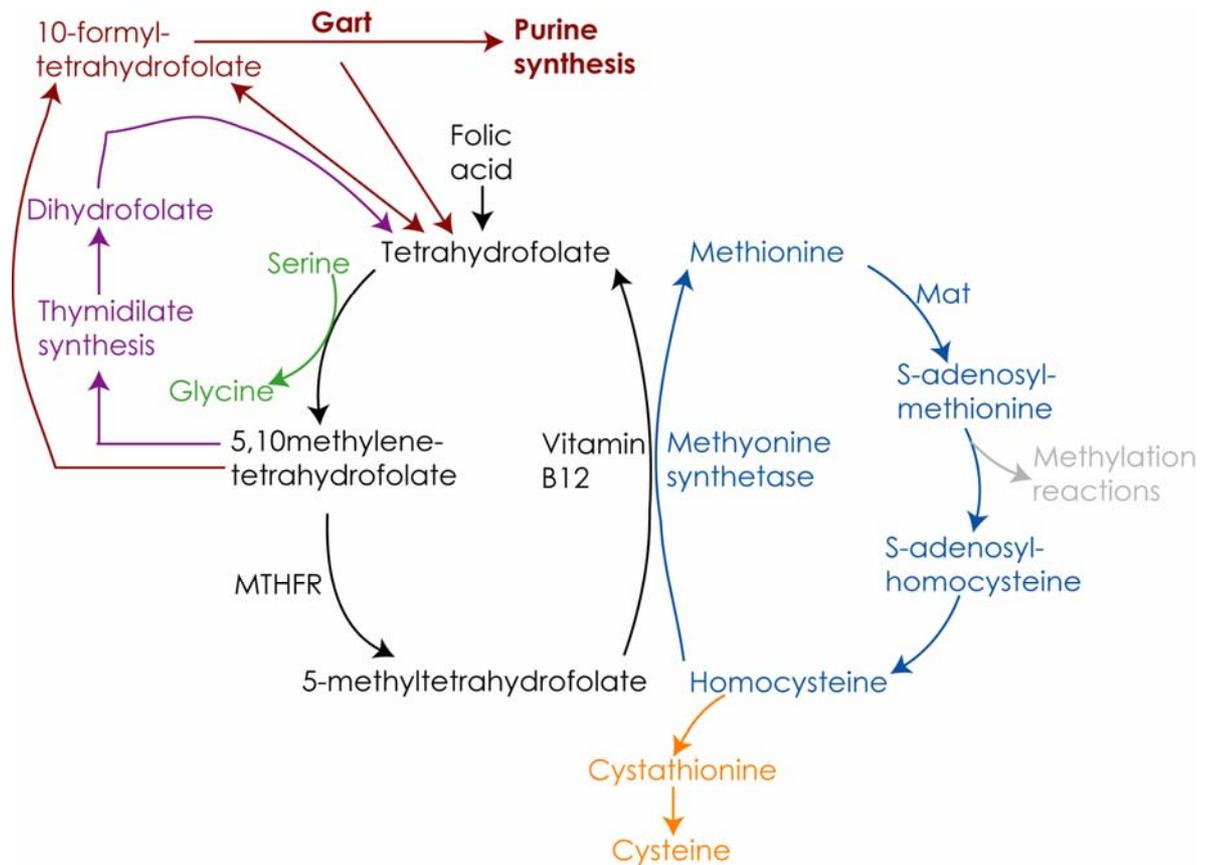 10-formyl-
tetrahydrofolate
Gart
Purine
synthesis
Folic
acid
Dihydrofolate
Serine
Tetrahydrofolate
Methionine
Mat
Thymidilate
synthesis
Glycine
S-adenosyl-
methionine
5,10methylene-
tetrahydrofolate
Vitamin
B12
Methyonine
synthetase
Methylation
reactions
S-adenosyl-
homocysteine
MTHFR
5-methyltetrahydrofolate
Homocysteine
Cystathionine
Cysteine